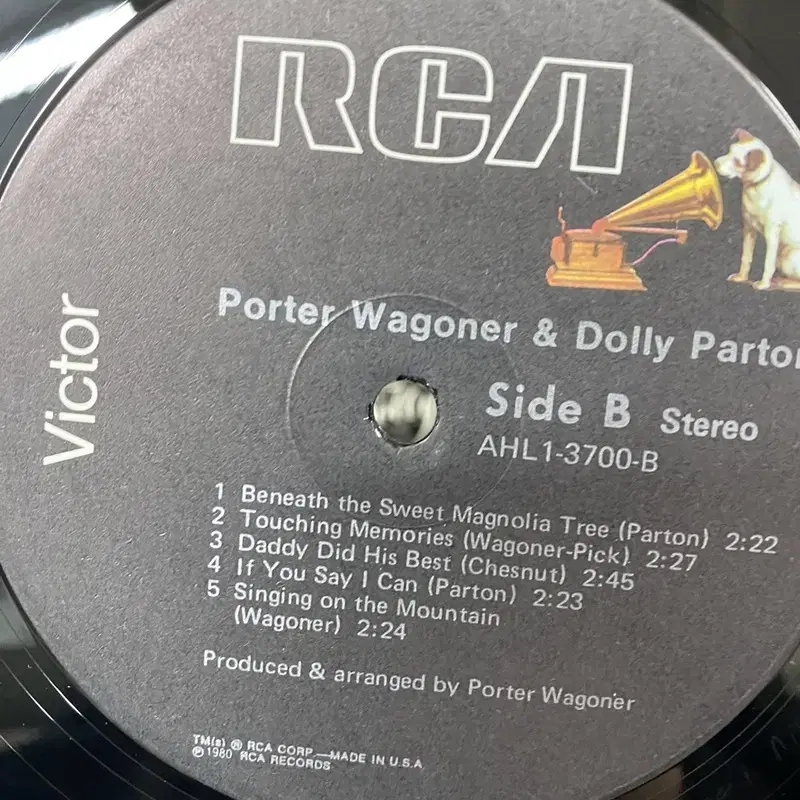 RCA
Victor
Porter Wagoner & Dolly Parton
Side B Stereo
AHL1-3700-B
1 Beneath the Sweet Magnolia Tree (Parton) 2:22
2 Touching Memories (Wagoner-Pick) 2:27
3 Daddy Did His Best (Chesnut) 2:45
4 If You Say I Can (Parton) 2:23
5 Singing on the Mountain
(Wagoner) 2:24
Produced & arranged by Porter Wagoner
TM(s) ® RCA CORP.—MADE IN U.S.A.
℗ 1980 RCA RECORDS